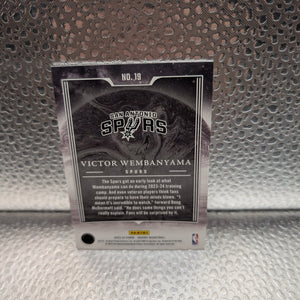 NO. 19
SAN ANTONIO
SPURS
VICTOR WEMBANYAMA
SPURS
The Spurs got an early look at what
Wembanyama can do during 2023-24 training
camp. And even veteran players think fans
should prepare to have their minds blown. "I
mean it's incredible to watch," forward Doug
McDermott said. "He does some things you can't
really explain. Fans will be surprised by it.
PANINI